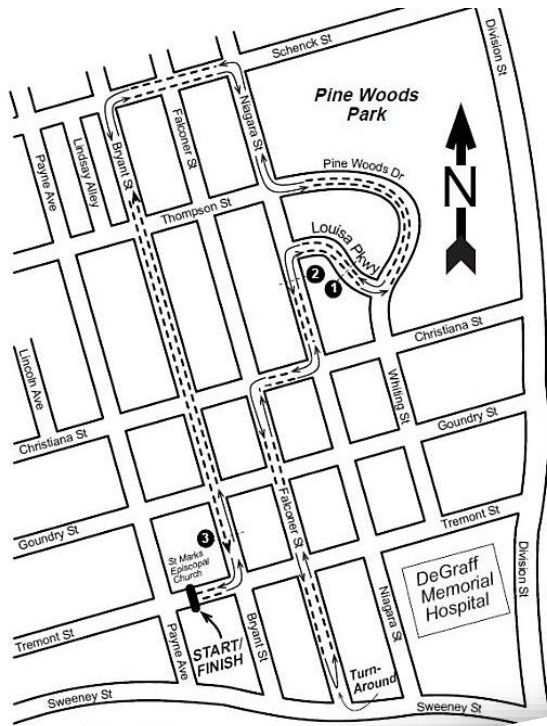 Schenck St
Division St
Pine Woods
Park
Niagara St
Falconer St
Payne Ave
Lindsay Alley
Bryant St
Pine Woods Dr
N
Thompson St
Louisa Pkwy
2
1
Christiana St
Lincoln Ave
Whiting St
Christiana St
Goundry St
Goundry St
Falconer St
Tremont St
3
St Marks
Episcopal
Church
Division St
DeGraff
Memorial
Hospital
Tremont St
Payne Ave
START/
FINISH
Bryant St
Niagara St
Turn-
Around
Sweeney St
Sweeney St